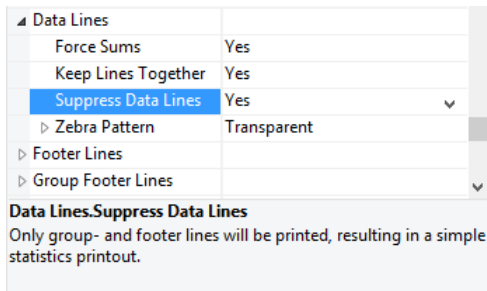 Data Lines
Force Sums Yes
Keep Lines Together Yes
Suppress Data Lines Yes
Zebra Pattern Transparent
Footer Lines
Group Footer Lines
Data Lines.Suppress Data Lines
Only group- and footer lines will be printed, resulting in a simple
statistics printout.